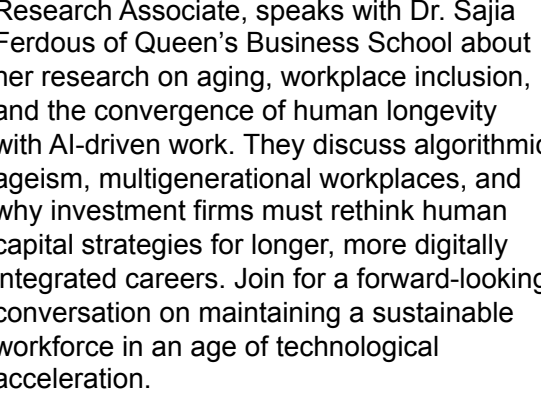 Research Associate, speaks with Dr. Sajia
Ferdous of Queen’s Business School about
her research on aging, workplace inclusion,
and the convergence of human longevity
with AI-driven work. They discuss algorithmic
ageism, multigenerational workplaces, and
why investment firms must rethink human
capital strategies for longer, more digitally
integrated careers. Join for a forward-looking
conversation on maintaining a sustainable
workforce in an age of technological
acceleration.